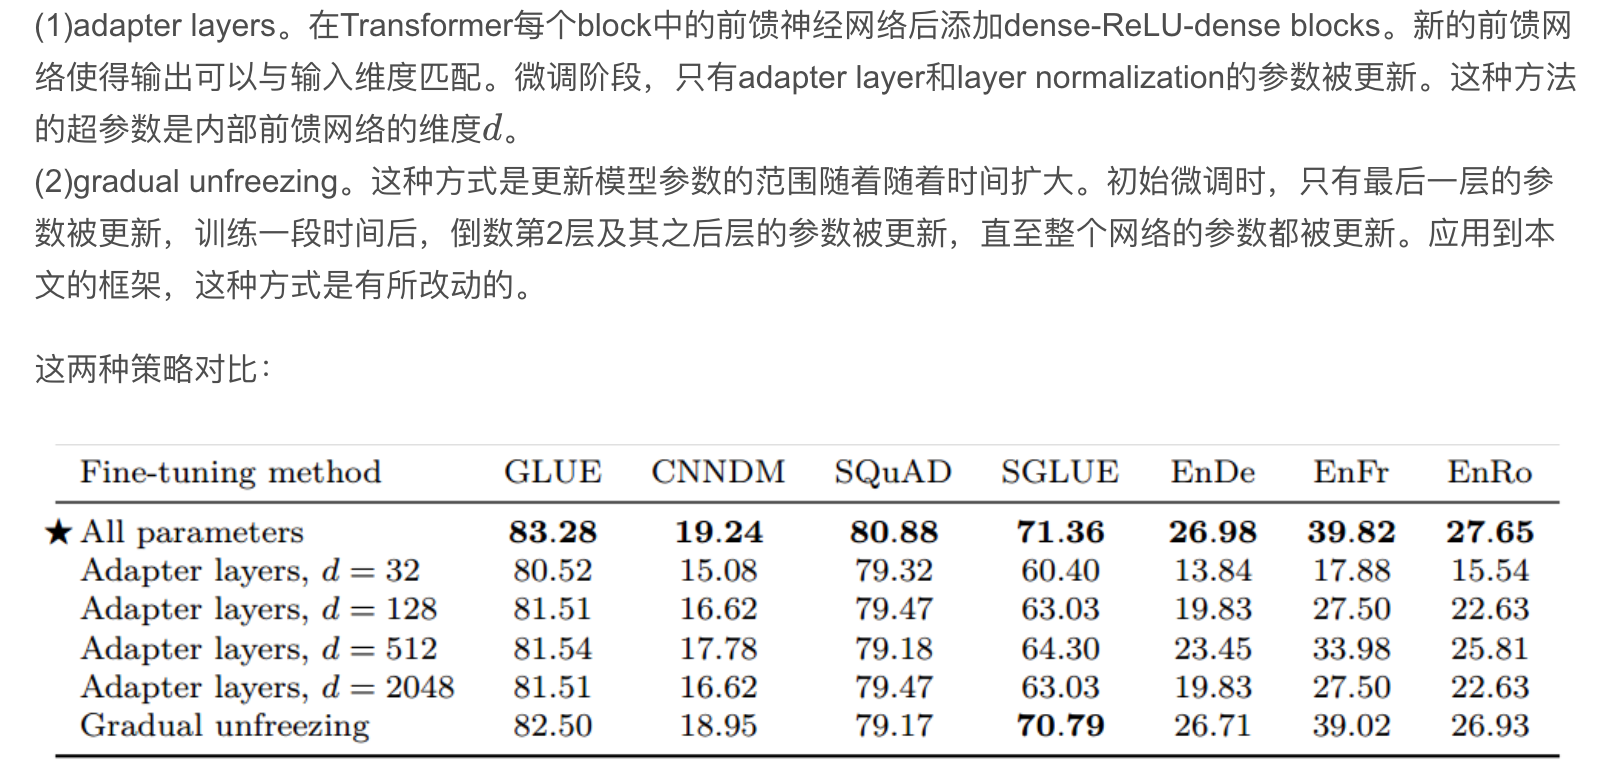 (1)adapter layers。在Transformer每个block中的前馈神经网络后添加dense-ReLU-dense blocks。新的前馈网
络使得输出可以与输入维度匹配。微调阶段，只有adapter layer和layer normalization的参数被更新。这种方法
的超参数是内部前馈网络的维度d。
(2)gradual unfreezing。这种方式是更新模型参数的范围随着随着时间扩大。初始微调时，只有最后一层的参
数被更新，训练一段时间后，倒数第2层及其之后层的参数被更新，直至整个网络的参数都被更新。应用到本
文的框架，这种方式是有所改动的。
这两种策略对比：
Fine-tuning method GLUE CNNDM SQuAD SGLUE EnDe EnFr EnRo
★ All parameters 83.28 19.24 80.88 71.36 26.98 39.82 27.65
Adapter layers, d = 32 80.52 15.08 79.32 60.40 13.84 17.88 15.54
Adapter layers, d = 128 81.51 16.62 79.47 63.03 19.83 27.50 22.63
Adapter layers, d = 512 81.54 17.78 79.18 64.30 23.45 33.98 25.81
Adapter layers, d = 2048 81.51 16.62 79.47 63.03 19.83 27.50 22.63
Gradual unfreezing 82.50 18.95 79.17 70.79 26.71 39.02 26.93